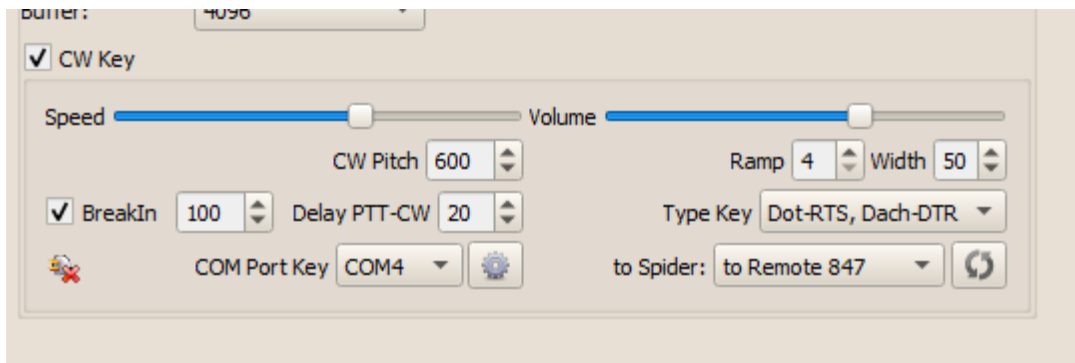 Buffer: 4096
CW Key
Speed Volume
CW Pitch 600 Ramp 4 Width 50
BreakIn 100 Delay PTT-CW 20 Type Key Dot-RTS, Dach-DTR
COM Port Key COM4 to Spider: to Remote 847